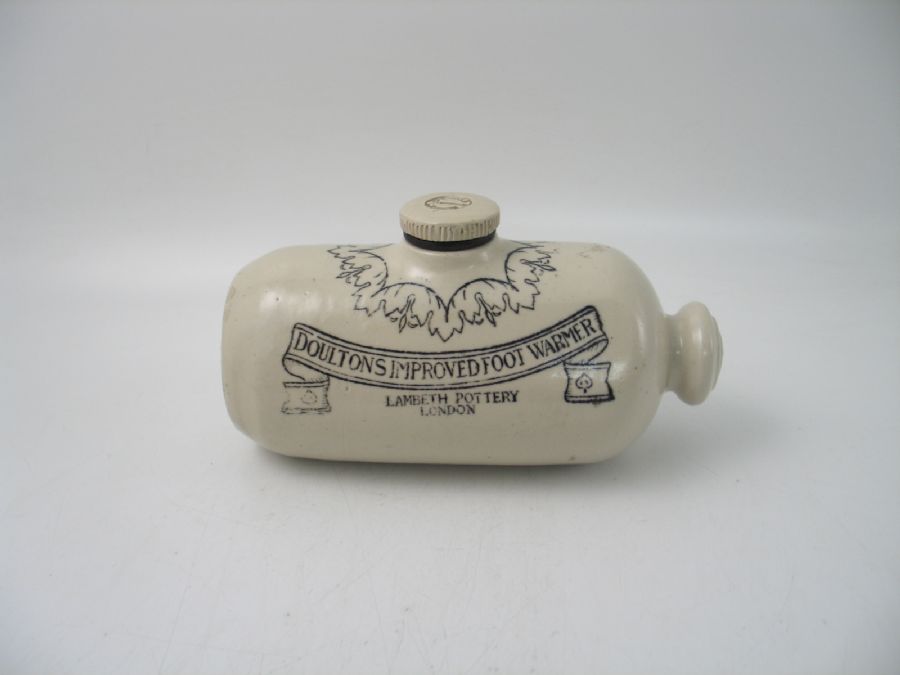 DOULTONS IMPROVED FOOT WARMER
LAMBETH POTTERY
LONDON